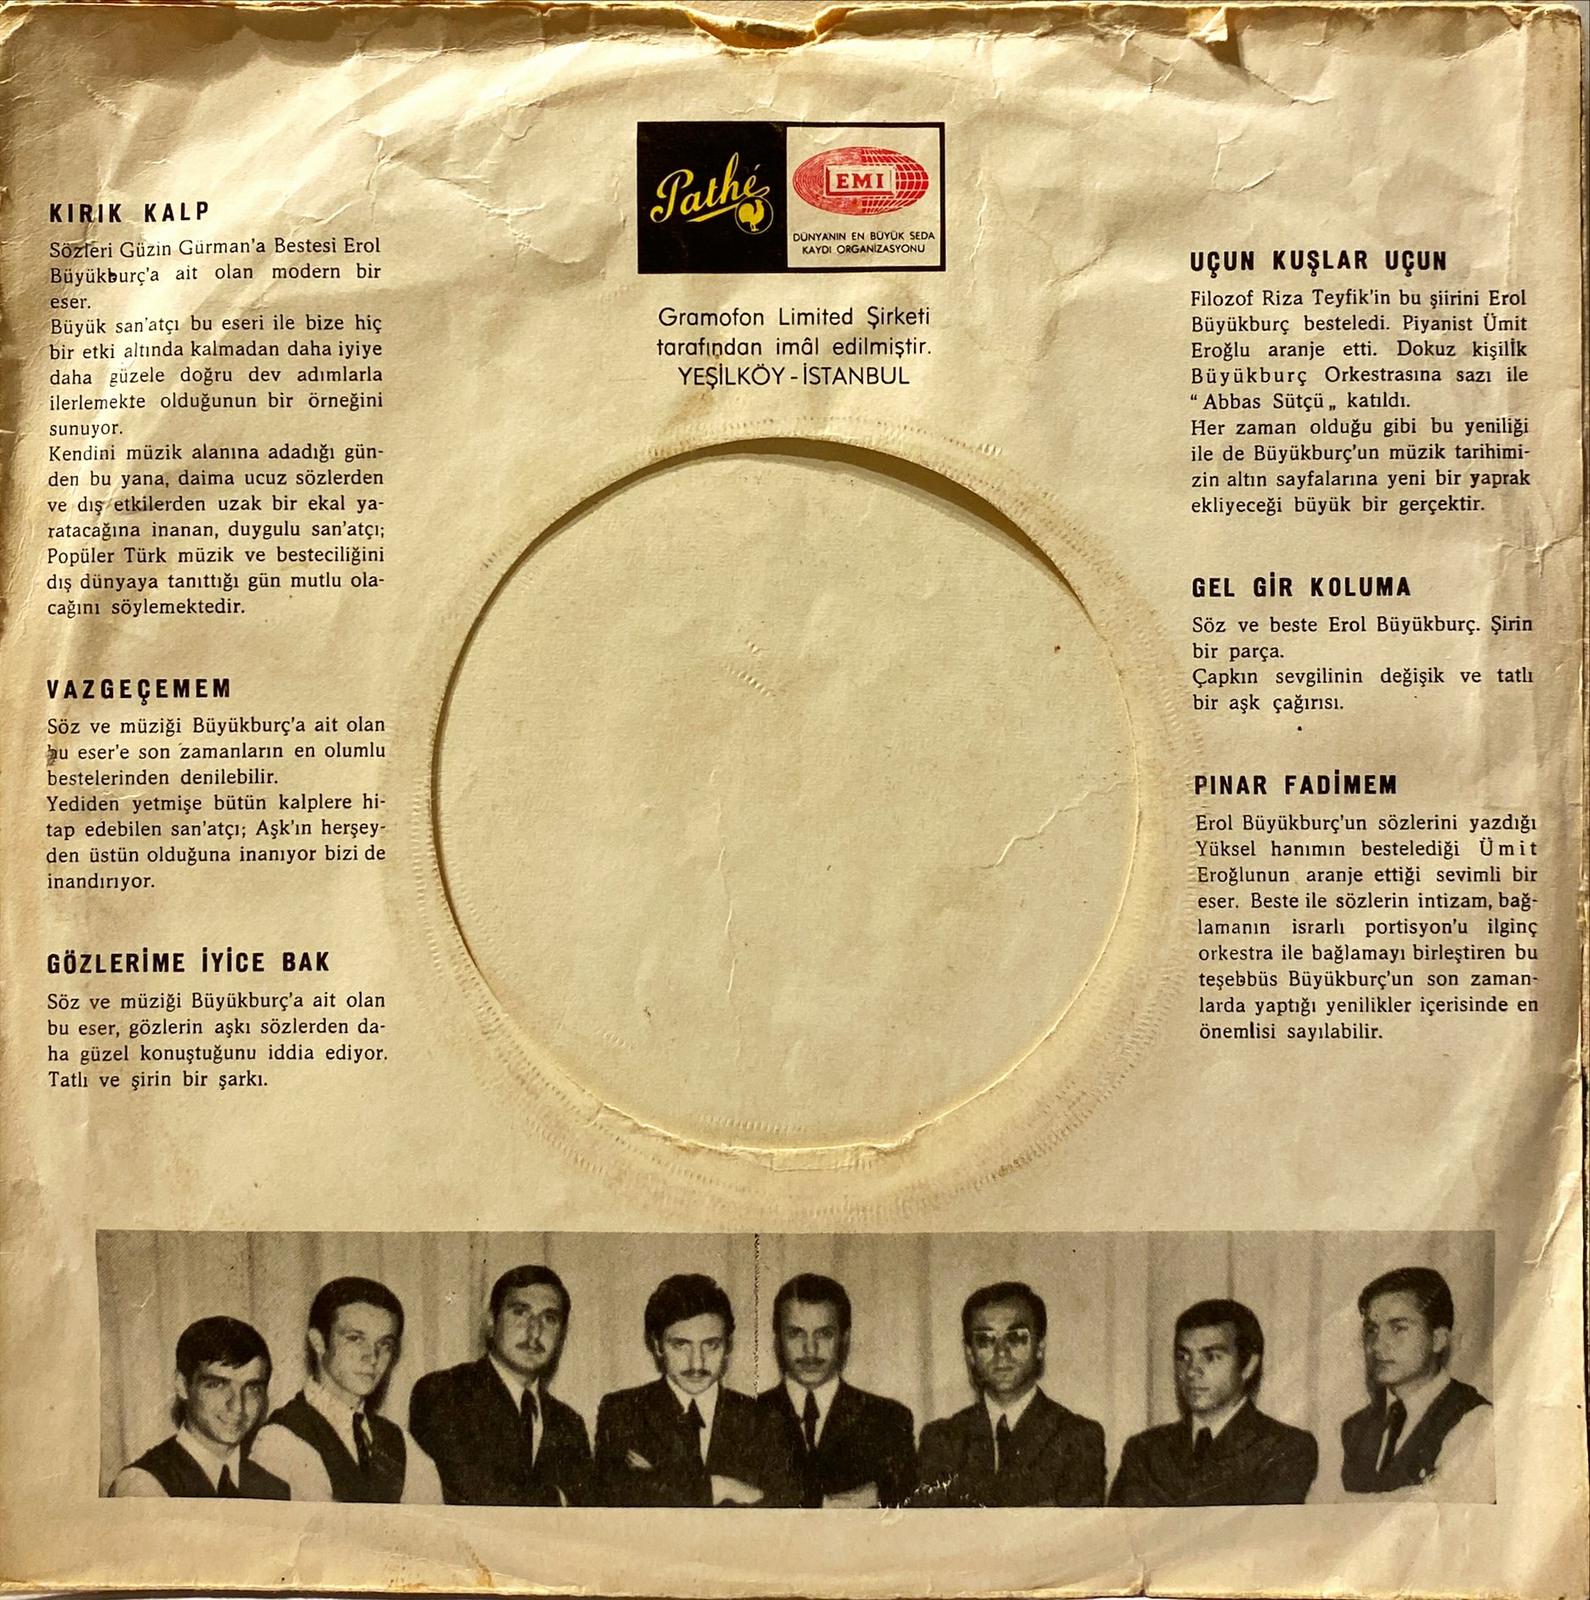 Pathé
EMI
DÜNYANIN EN BÜYÜK SEDA
KAYDI ORGANİZASYONU
Gramofon Limited Şirketi
tarafından imâl edilmiştir.
YEŞİLKÖY - İSTANBUL
KIRIK KALP
Sözleri Güzin Gürman'a Bestesi Erol
Büyükburç'a ait olan modern bir
eser.
Büyük san'atçı bu eseri ile bize hiç
bir etki altında kalmadan daha iyiye
daha güzele doğru dev adımlarla
ilerlemekte olduğunun bir örneğini
sunuyor.
Kendini müzik alanına adadığı gün-
den bu yana, daima ucuz sözlerden
ve dış etkilerden uzak bir ekal ya-
ratacağına inanan, duygulu san'atçı;
Popüler Türk müzik ve besteciliğini
dış dünyaya tanıttığı gün mutlu ola-
cağını söylemektedir.
VAZGEÇEMEM
Söz ve müziği Büyükburç'a ait olan
bu eser'e son zamanların en olumlu
bestelerinden denilebilir.
Yediden yetmişe bütün kalplere hi-
tap edebilen san'atçı; Aşk'ın herşey-
den üstün olduğuna inanıyor bizi de
inandırıyor.
GÖZLERİME İYİCE BAK
Söz ve müziği Büyükburç'a ait olan
bu eser, gözlerin aşkı sözlerden da-
ha güzel konuştuğunu iddia ediyor.
Tatlı ve şirin bir şarkı.
UÇUN KUŞLAR UÇUN
Filozof Riza Teyfik'in bu şiirini Erol
Büyükburç besteledi. Piyanist Ümit
Eroğlu aranje etti. Dokuz kişilİk
Büyükburç Orkestrasına sazı ile
“ Abbas Sütçü „ katıldı.
Her zaman olduğu gibi bu yeniliği
ile de Büyükburç'un müzik tarihimi-
zin altın sayfalarına yeni bir yaprak
ekliyeceği büyük bir gerçektir.
GEL GİR KOLUMA
Söz ve beste Erol Büyükburç. Şirin
bir parça.
Çapkın sevgilinin değişik ve tatlı
bir aşk çağırısı.
PINAR FADİMEM
Erol Büyükburç'un sözlerini yazdığı
Yüksel hanımın bestelediği Ümit
Eroğlunun aranje ettiği sevimli bir
eser. Beste ile sözlerin intizam, bağ-
lamanın israrlı portisyon'u ilginç
orkestra ile bağlamayı birleştiren bu
teşebbüs Büyükburç'un son zaman-
larda yaptığı yenilikler içerisinde en
önemlisi sayılabilir.